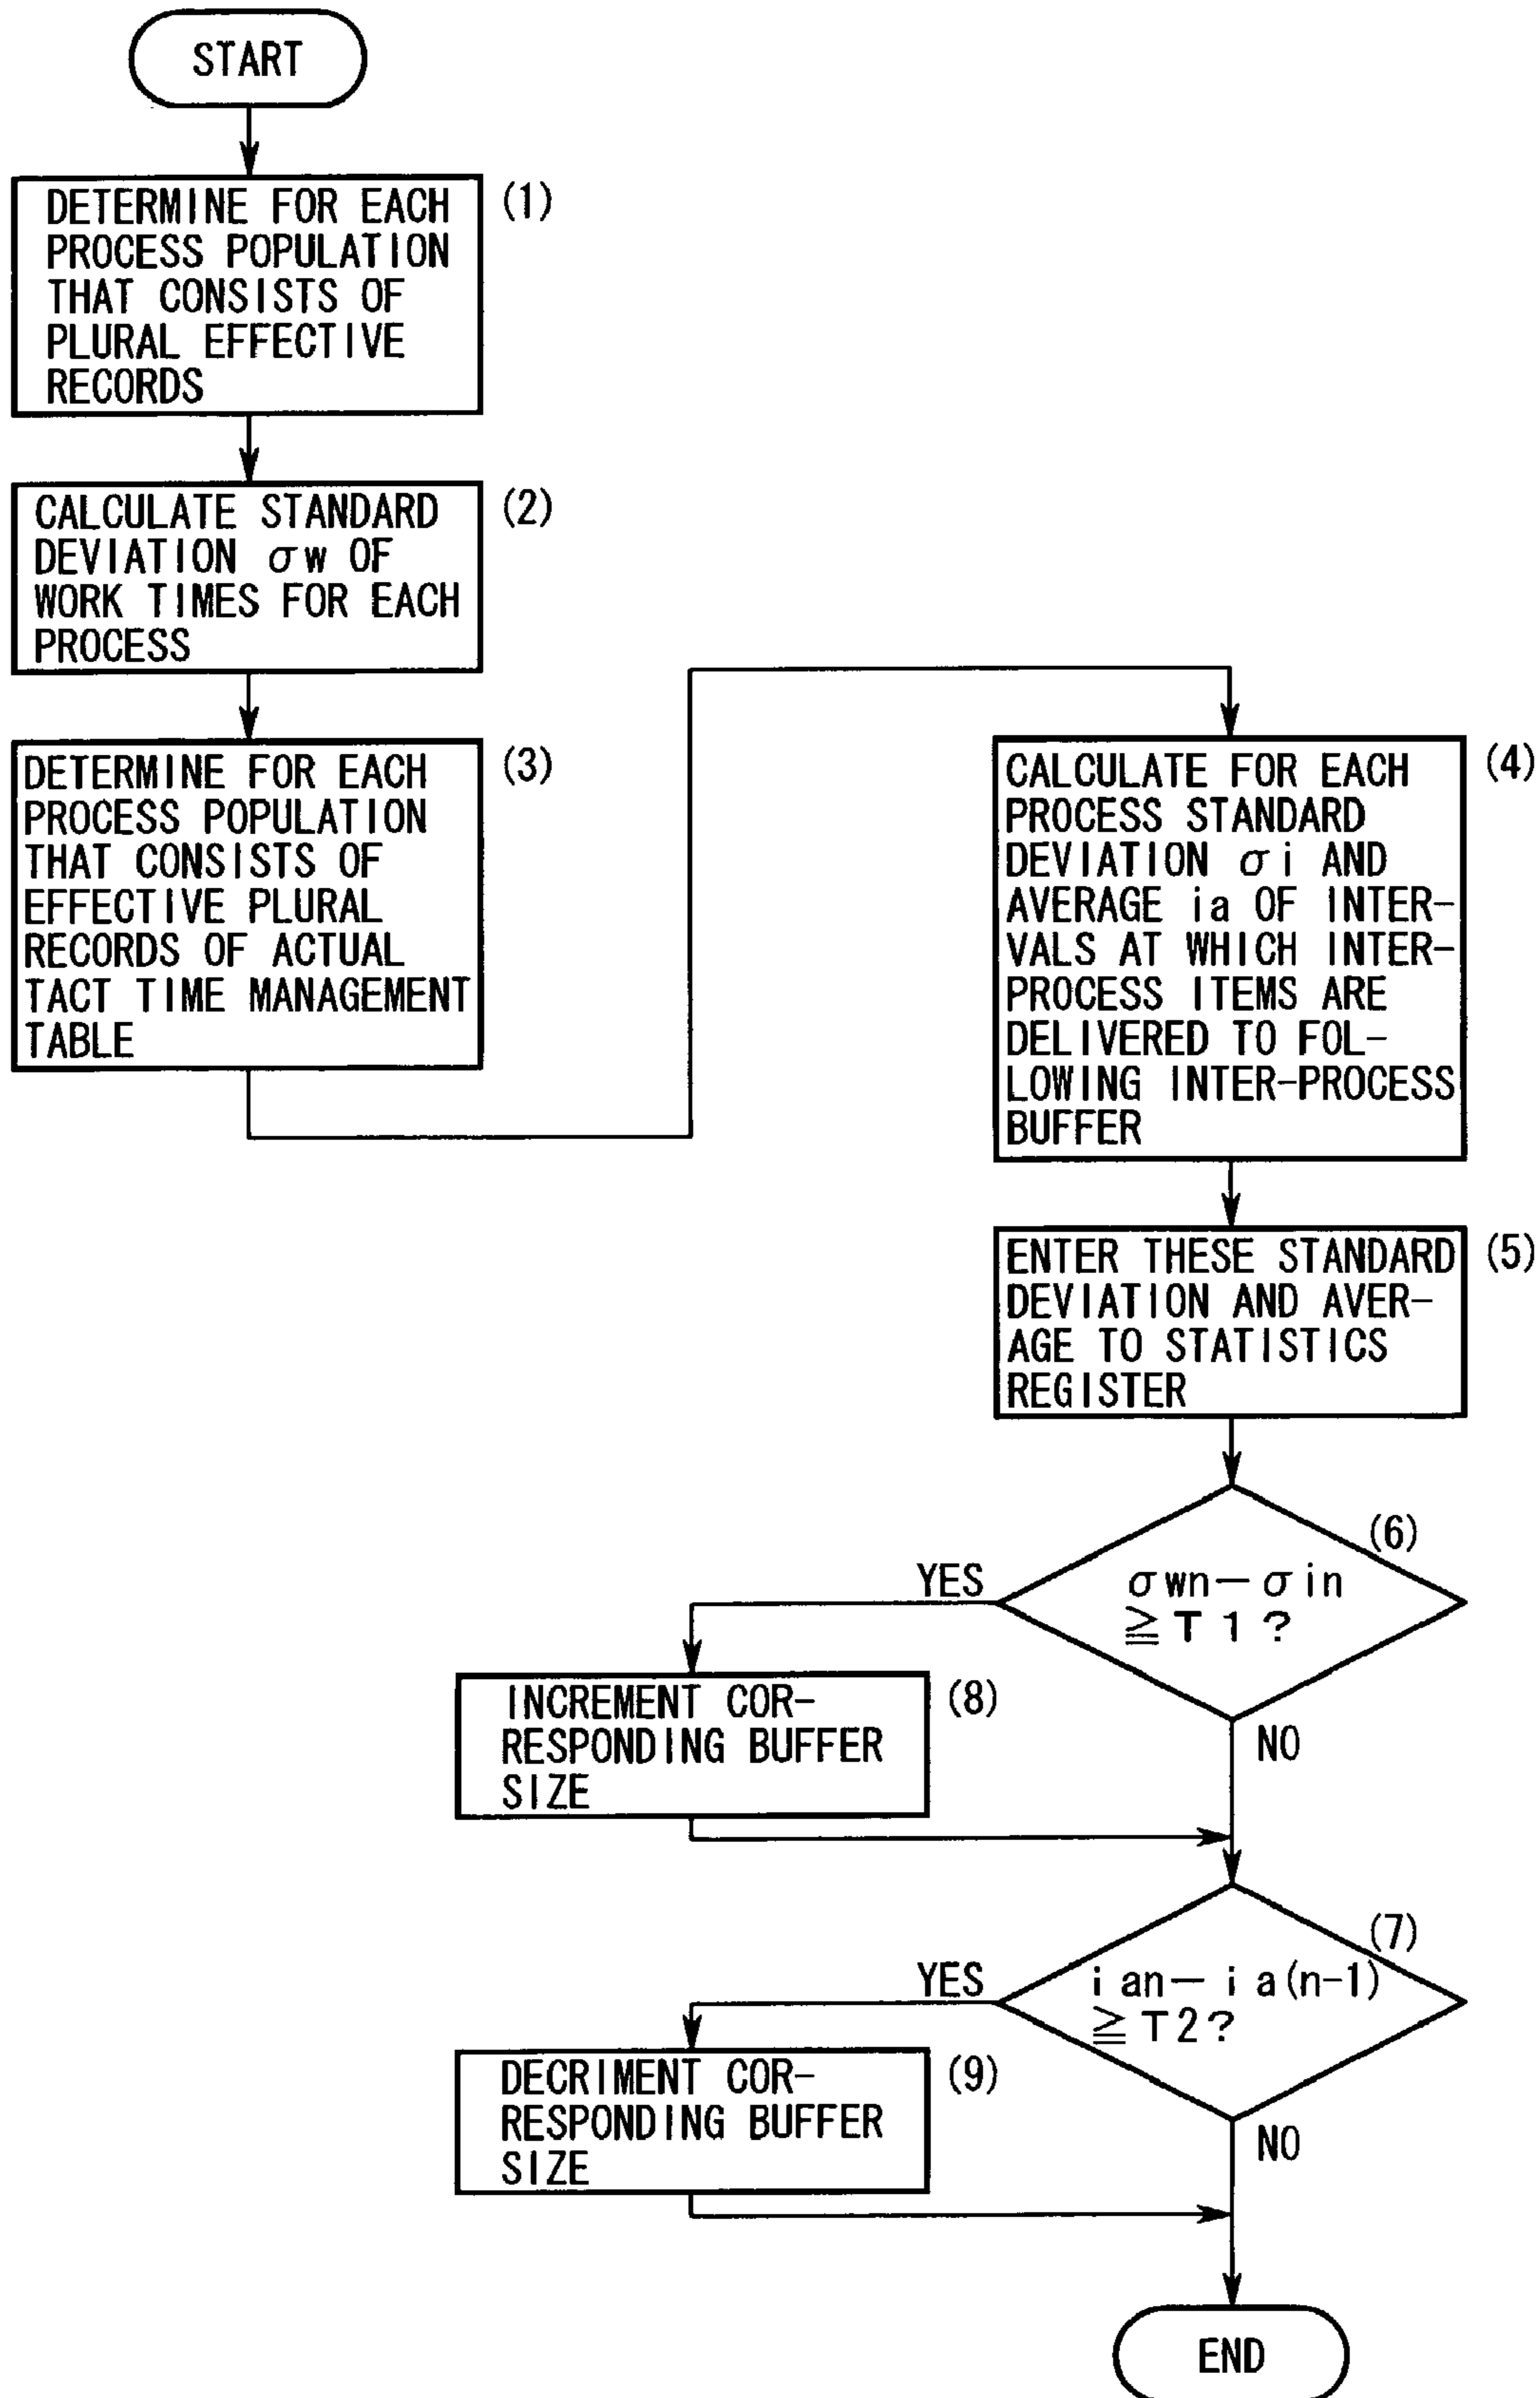 START
DETERMINE FOR EACH
PROCESS POPULATION
THAT CONSISTS OF
PLURAL EFFECTIVE
RECORDS
(1)
CALCULATE STANDARD
DEVIATION σw OF
WORK TIMES FOR EACH
PROCESS
(2)
DETERMINE FOR EACH
PROCESS POPULATION
THAT CONSISTS OF
EFFECTIVE PLURAL
RECORDS OF ACTUAL
TACT TIME MANAGEMENT
TABLE
(3)
CALCULATE FOR EACH
PROCESS STANDARD
DEVIATION σi AND
AVERAGE ia OF INTER-
VALS AT WHICH INTER-
PROCESS ITEMS ARE
DELIVERED TO FOL-
LOWING INTER-PROCESS
BUFFER
(4)
ENTER THESE STANDARD
DEVIATION AND AVER-
AGE TO STATISTICS
REGISTER
(5)
(6)
σwn－σin
≧T1?
YES
NO
INCREMENT COR-
RESPONDING BUFFER
SIZE
(8)
(7)
ian－ia(n-1)
≧T2?
YES
NO
DECRIMENT COR-
RESPONDING BUFFER
SIZE
(9)
END